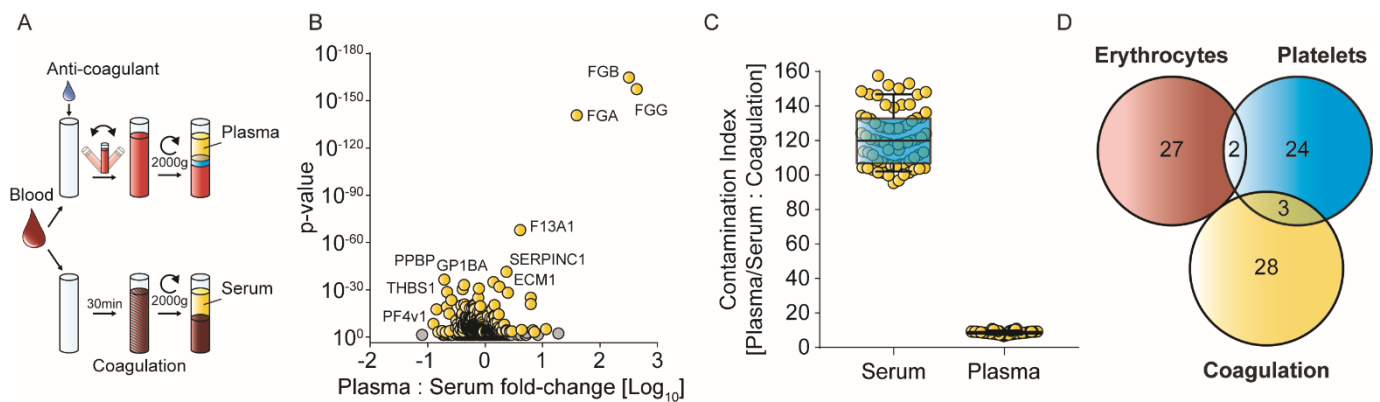 A
Anti-coagulant
Plasma
2000g
Blood
Serum
30min
2000g
Coagulation
B
p-value
10-180
10-150
10-120
10-90
10-60
10-30
100
FGB
FGG
FGA
F13A1
PPBP
GP1BA
SERPINC1
ECM1
THBS1
PF4v1
-2
-1
0
1
2
3
Plasma : Serum fold-change [Log10]
C
Contamination Index
[Plasma/Serum : Coagulation]
160
140
120
100
80
60
40
20
0
Serum
Plasma
D
Erythrocytes
Platelets
27
2
24
3
28
Coagulation